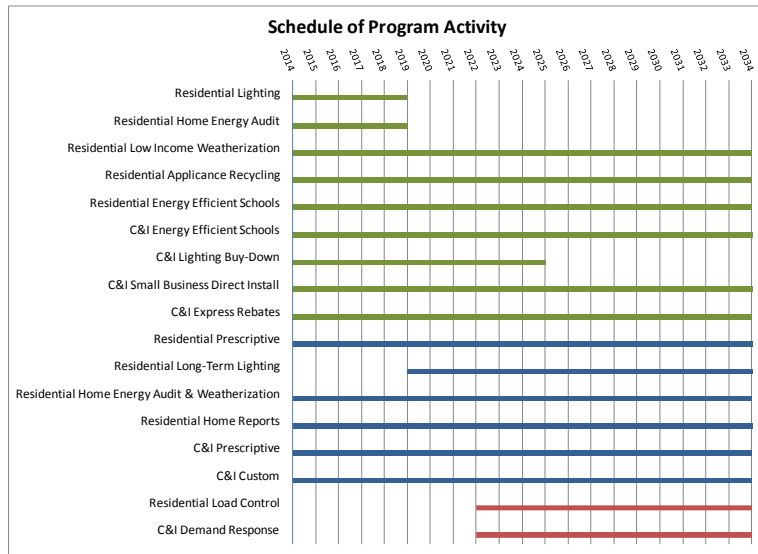 Schedule of Program Activity
2014 2015 2016 2017 2018 2019 2020 2021 2022 2023 2024 2025 2026 2027 2028 2029 2030 2031 2032 2033 2034
Residential Lighting
Residential Home Energy Audit
Residential Low Income Weatherization
Residential Applicance Recycling
Residential Energy Efficient Schools
C&I Energy Efficient Schools
C&I Lighting Buy-Down
C&I Small Business Direct Install
C&I Express Rebates
Residential Prescriptive
Residential Long-Term Lighting
Residential Home Energy Audit & Weatherization
Residential Home Reports
C&I Prescriptive
C&I Custom
Residential Load Control
C&I Demand Response